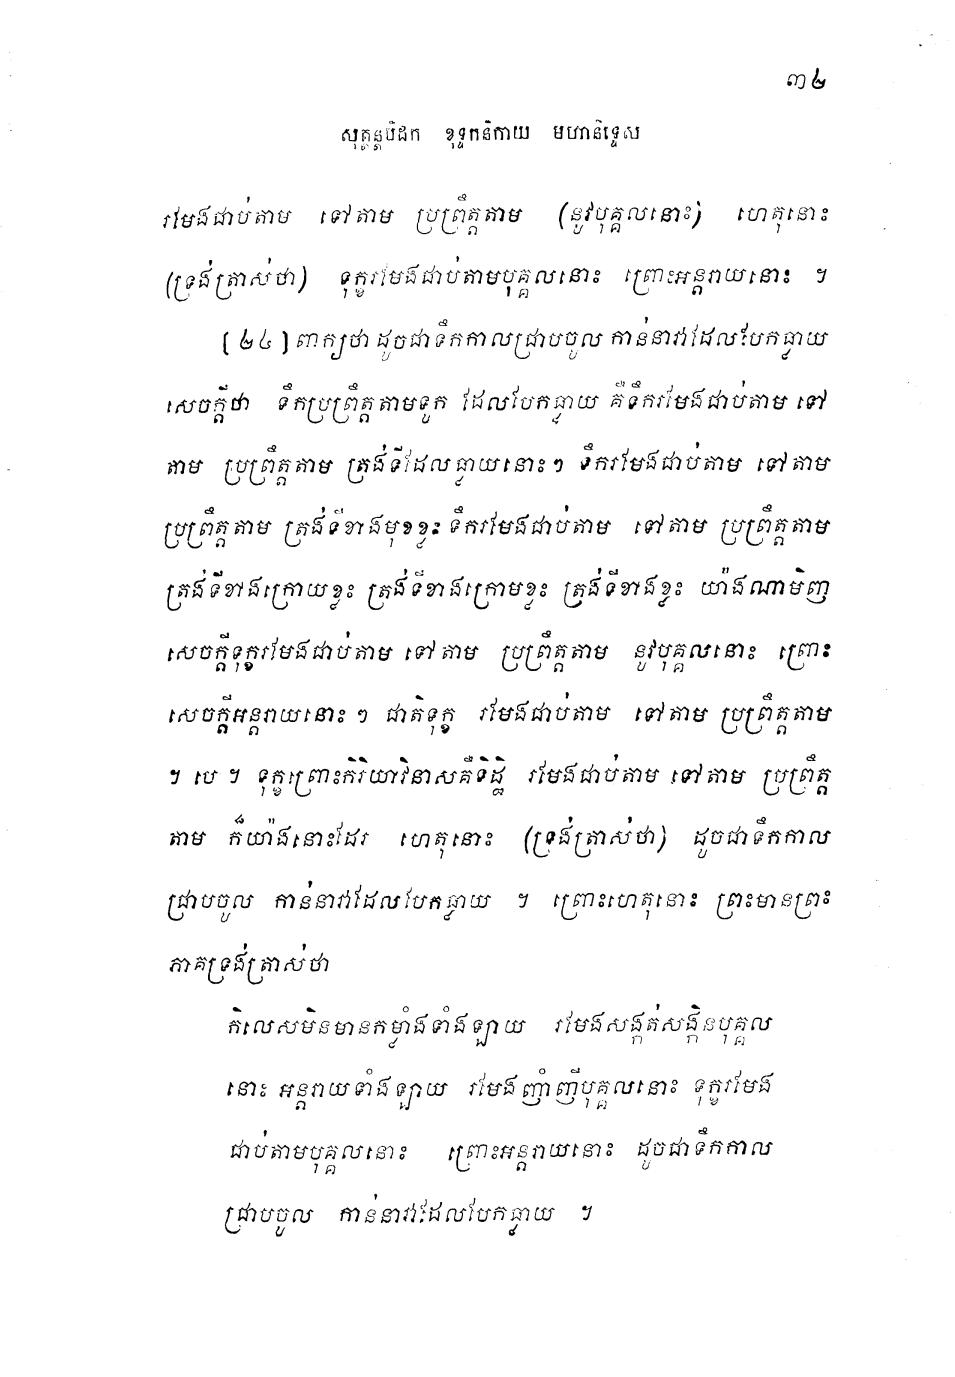 ៣៤
សុត្តន្តបិដក ខុទ្ទកនិកាយ មហានិទ្ទេស
រមែងជាប់តាម ទៅតាម ប្រព្រឹត្តតាម (នូវបុគ្គលនោះ) ហេតុនោះ
(ទ្រង់ត្រាស់ថា) ទុក្ខរមែងជាប់តាមបុគ្គលនោះ ព្រោះអន្តរាយនោះ ។
[២៤] ពាក្យថា ដូចជាទឹកកាលជ្រាបចូល កាន់នាវាដែលបែកធ្លាយ
សេចក្តីថា ទឹកប្រព្រឹត្តតាមទូក ដែលបែកធ្លាយ គឺទឹករមែងជាប់តាម ទៅ
តាម ប្រព្រឹត្តតាម ត្រង់ទីដែលធ្លាយនោះៗ ទឹករមែងជាប់តាម ទៅតាម
ប្រព្រឹត្តតាម ត្រង់ទីខាងមុខខ្លះ ទឹករមែងជាប់តាម ទៅតាម ប្រព្រឹត្តតាម
ត្រង់ទីខាងក្រោយខ្លះ ត្រង់ទីខាងក្រោមខ្លះ ត្រង់ទីខាងខ្លះ យ៉ាងណាមិញ
សេចក្តីទុក្ខរមែងជាប់តាម ទៅតាម ប្រព្រឹត្តតាម នូវបុគ្គលនោះ ព្រោះ
សេចក្តីអន្តរាយនោះៗ ជាតិទុក្ខ រមែងជាប់តាម ទៅតាម ប្រព្រឹត្តតាម
។ បេ ។ ទុក្ខព្រោះកិរិយាវិនាសគឺទិដ្ឋិ រមែងជាប់តាម ទៅតាម ប្រព្រឹត្ត
តាម ក៏យ៉ាងនោះដែរ ហេតុនោះ (ទ្រង់ត្រាស់ថា) ដូចជាទឹកកាល
ជ្រាបចូល កាន់នាវាដែលបែកធ្លាយ ។ ព្រោះហេតុនោះ ព្រះមានព្រះ
ភាគទ្រង់ត្រាស់ថា
កិលេសមិនមានកម្លាំងទាំងឡាយ រមែងសង្កត់សង្កិនបុគ្គល
នោះ អន្តរាយទាំងឡាយ រមែងញាំញីបុគ្គលនោះ ទុក្ខរមែង
ជាប់តាមបុគ្គលនោះ ព្រោះអន្តរាយនោះ ដូចជាទឹកកាល
ជ្រាបចូល កាន់នាវាដែលបែកធ្លាយ ។